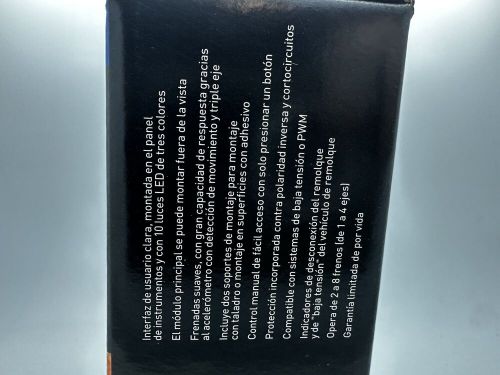 Interfaz de usuario clara, montada en el panel
de instrumentos y con 10 luces LED de tres colores
El módulo principal se puede montar fuera de la vista
Frenadas suaves, con gran capacidad de respuesta gracias
al acelerómetro con detección de movimiento y triple eje
Incluye dos soportes de montaje para montaje
con taladro o montaje en superficies con adhesivo
Control manual de fácil acceso con solo presionar un botón
Protección incorporada contra polaridad inversa y cortocircuitos
Compatible con sistemas de baja tensión o PWM
Indicadores de desconexión del remolque
y de "baja tensión" del vehículo de remolque
Opera de 2 a 8 frenos (de 1 a 4 ejes)
Garantía limitada de por vida